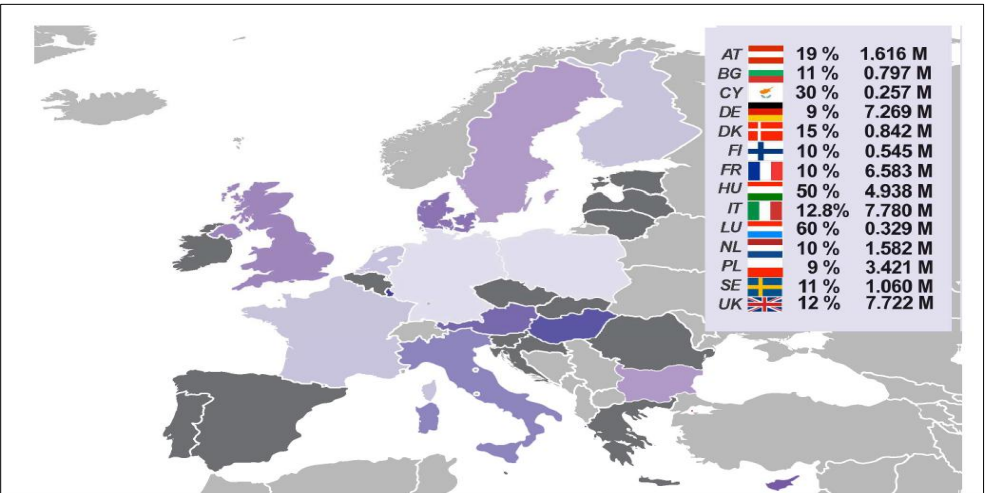 AT 19 % 1.616 M
BG 11 % 0.797 M
CY 30 % 0.257 M
DE 9 % 7.269 M
DK 15 % 0.842 M
FI 10 % 0.545 M
FR 10 % 6.583 M
HU 50 % 4.938 M
IT 12.8% 7.780 M
LU 60 % 0.329 M
NL 10 % 1.582 M
PL 9 % 3.421 M
SE 11 % 1.060 M
UK 12 % 7.722 M